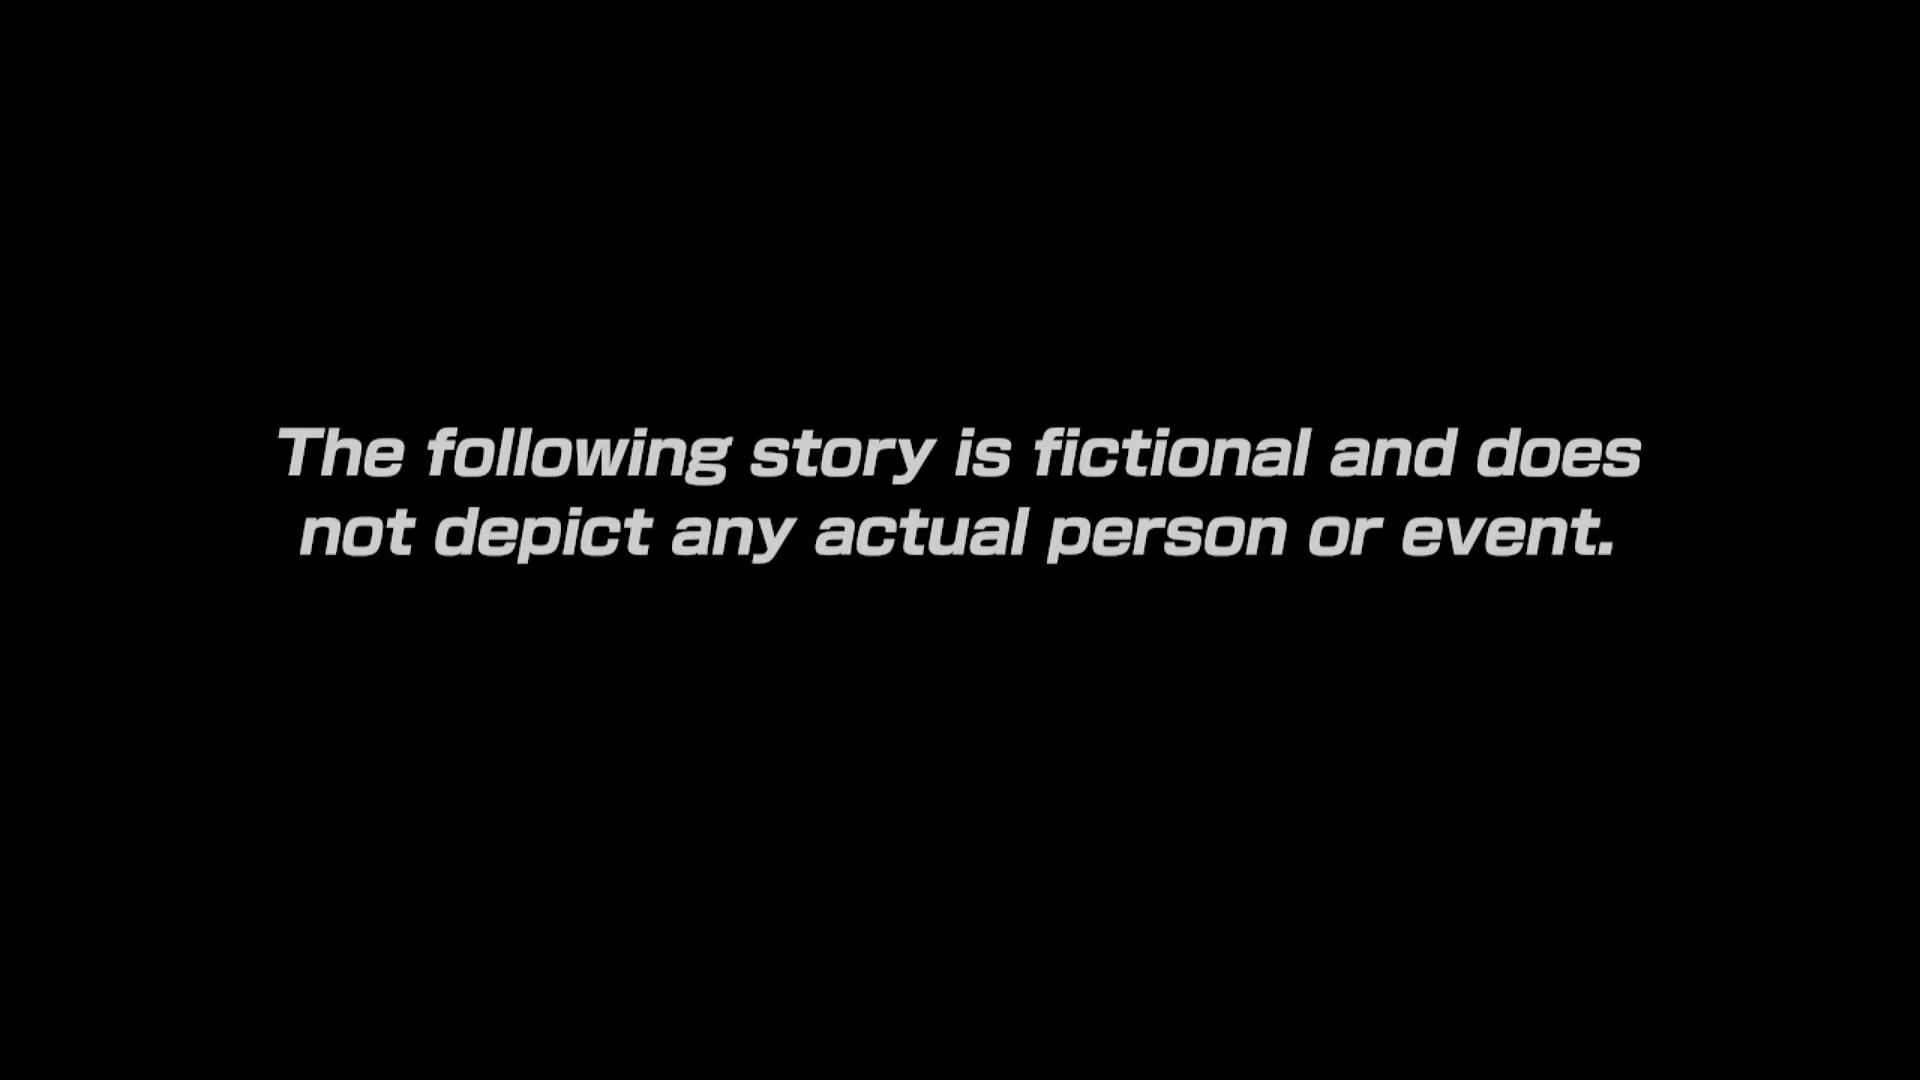 The following story is fictional and does
not depict any actual person or event.